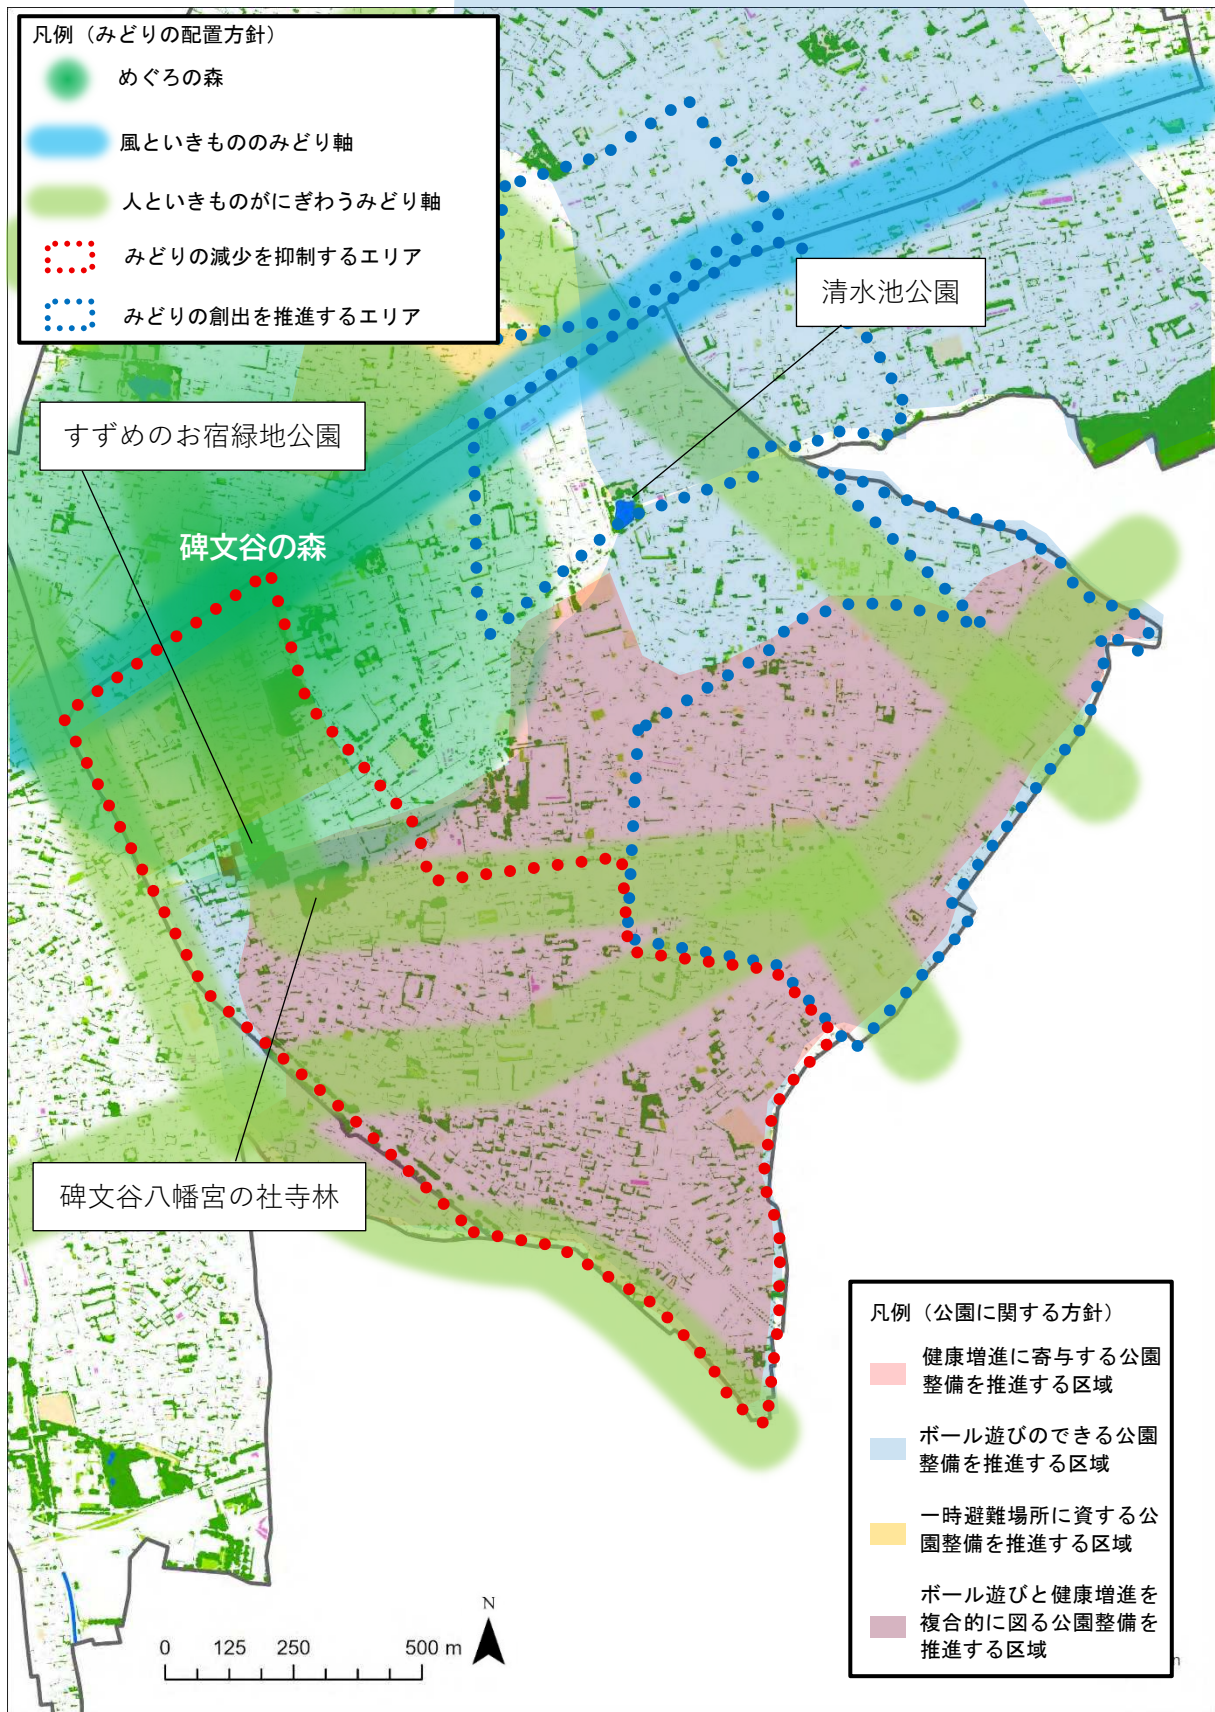 凡例（みどりの配置方針）
めぐろの森
風といきもののみどり軸
人といきものがにぎわうみどり軸
みどりの減少を抑制するエリア
みどりの創出を推進するエリア
清水池公園
すずめのお宿緑地公園
碑文谷の森
碑文谷八幡宮の社寺林
凡例（公園に関する方針）
健康増進に寄与する公園
整備を推進する区域
ボール遊びのできる公園
整備を推進する区域
一時避難場所に資する公
園整備を推進する区域
ボール遊びと健康増進を
複合的に図る公園整備を
推進する区域
N
0 125 250 500 m